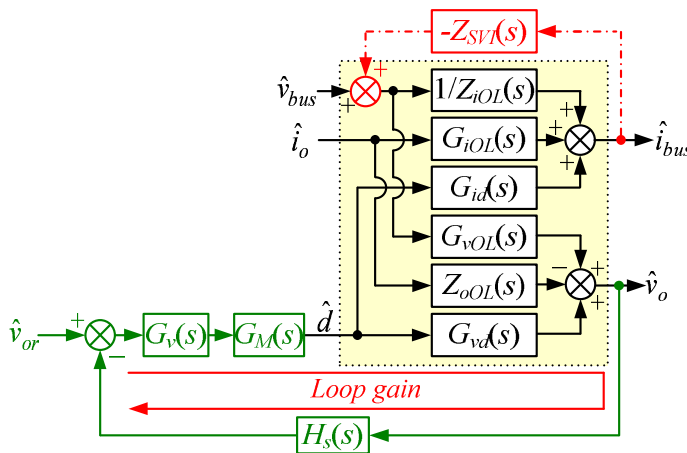 -Z_SVI(s)
+
v̂_bus
+
1/Z_iOL(s)
+
î_o
G_iOL(s)
+
î_bus
+
G_id(s)
G_vOL(s)
−
+
Z_oOL(s)
v̂_o
+
d̂
+
v̂_or
−
G_v(s)
G_M(s)
G_vd(s)
Loop gain
H_s(s)